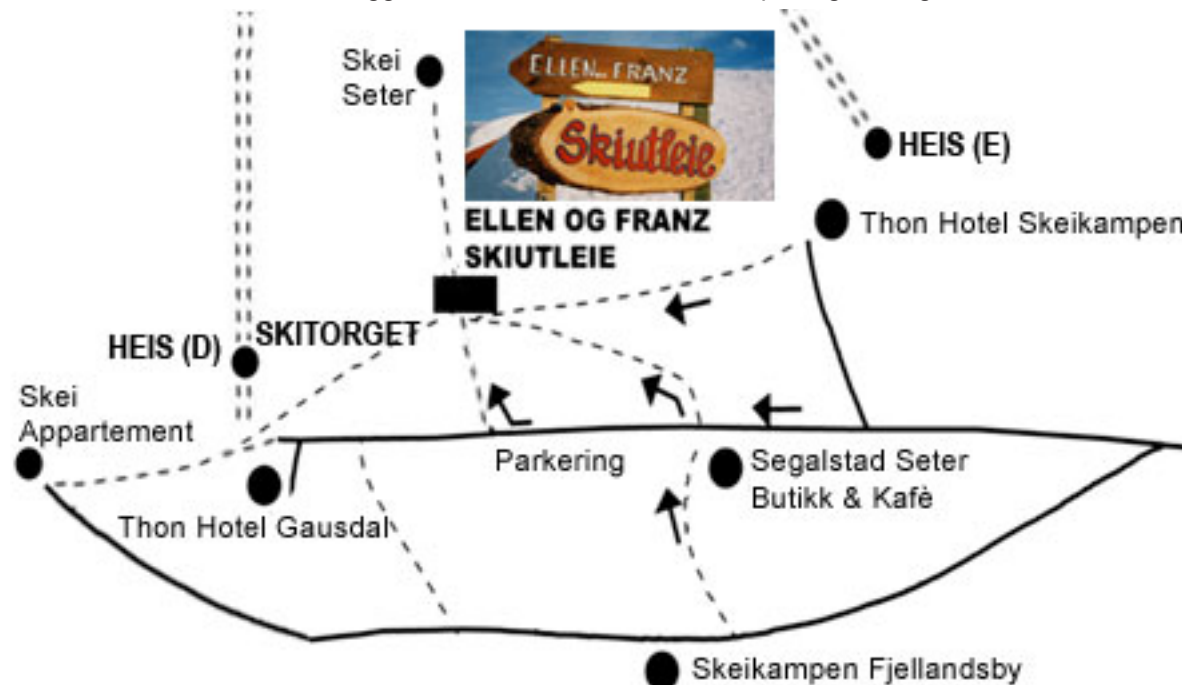 Skei
Seter
ELLEN OG FRANZ
Skiutleie
HEIS (E)
ELLEN OG FRANZ
SKIUTLEIE
Thon Hotel Skeikampen
HEIS (D)
SKITORGET
Skei
Appartement
Parkering
Segalstad Seter
Butikk & Kafè
Thon Hotel Gausdal
Skeikampen Fjellandsby